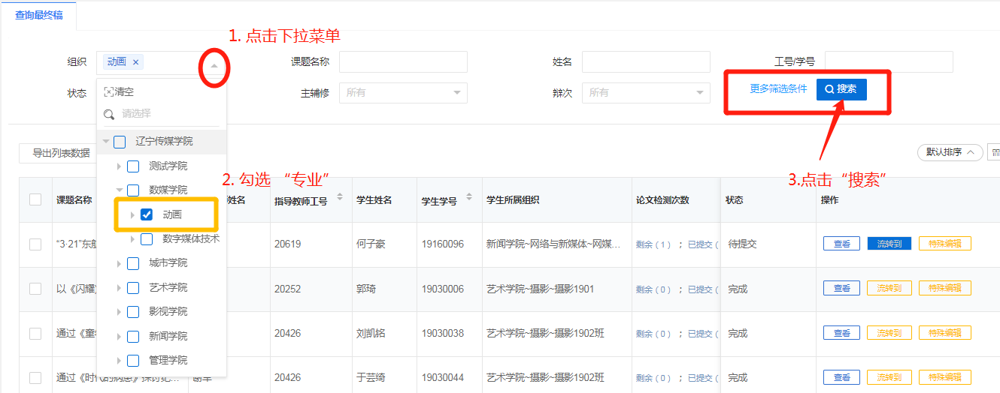 查询最终稿
1. 点击下拉菜单
组织 动画 × 课题名称 姓名 工号/学号
状态 清空 主辅修 所有 辩次 所有 更多筛选条件 搜索
请选择
辽宁传媒学院
导出列表数据 默认排序
测试学院
2. 勾选 “专业” 3.点击“搜索”
数媒学院
课题名称 姓名 指导教师工号 学生姓名 学生学号 学生所属组织 论文检测次数 状态 操作
动画
数字媒体技术
“3·21”东航 20619 何子豪 19160096 新闻学院~网络与新媒体~网媒... 剩余（1）； 已提交（ 待提交 查看 流转到 特殊编辑
城市学院
以《闪耀 20252 郭琦 19030006 艺术学院~摄影~摄影1901 剩余（0）； 已提交（ 完成 查看 流转到 特殊编辑
艺术学院
影视学院
通过《童年 20426 刘凯铭 19030038 艺术学院~摄影~摄影1902班 剩余（0）； 已提交（ 完成 查看 流转到 特殊编辑
新闻学院
管理学院
通过《时代的病患》探讨纪... 20426 于芸绮 19030044 艺术学院~摄影~摄影1902班 剩余（0）； 已提交（ 完成 查看 流转到 特殊编辑